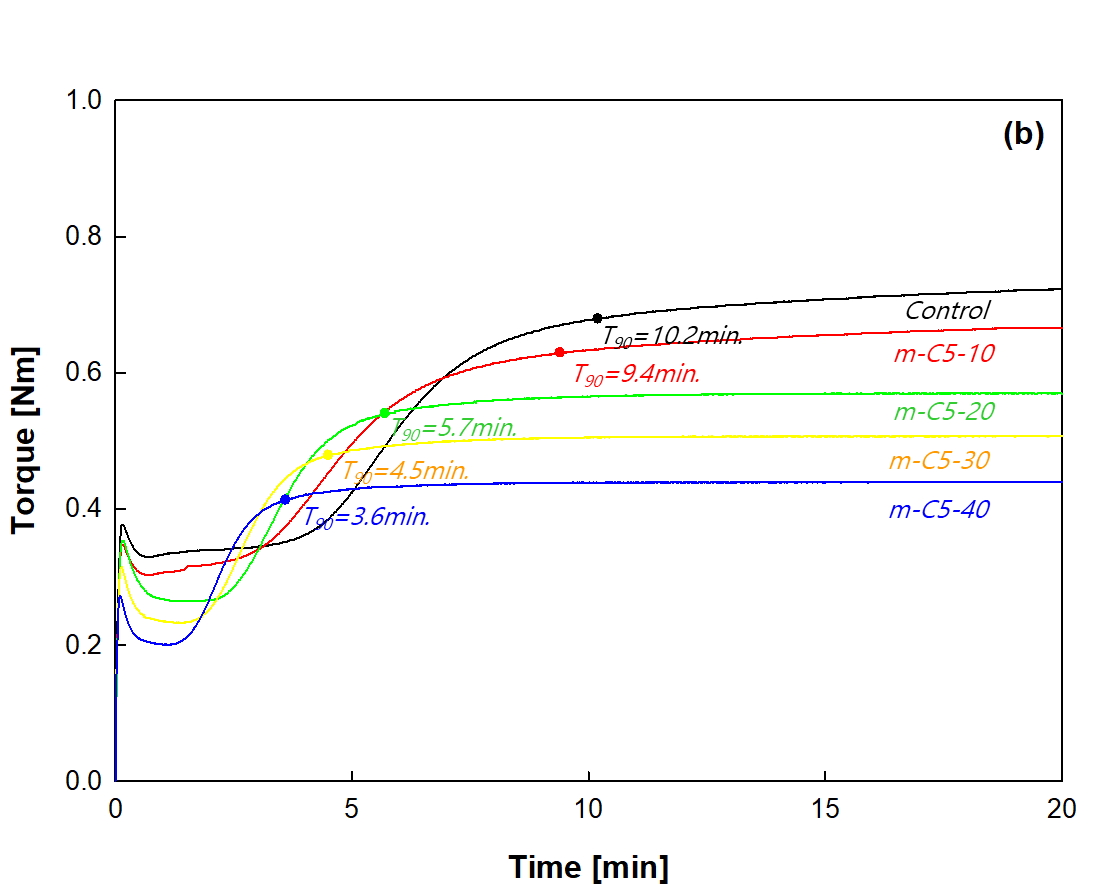 (b)
1.0
0.8
0.6
0.4
0.2
0.0
Torque [Nm]
Control
T90=10.2min.
m-C5-10
T90=9.4min.
m-C5-20
T90=5.7min.
m-C5-30
T90=4.5min.
m-C5-40
T90=3.6min.
0 5 10 15 20
Time [min]